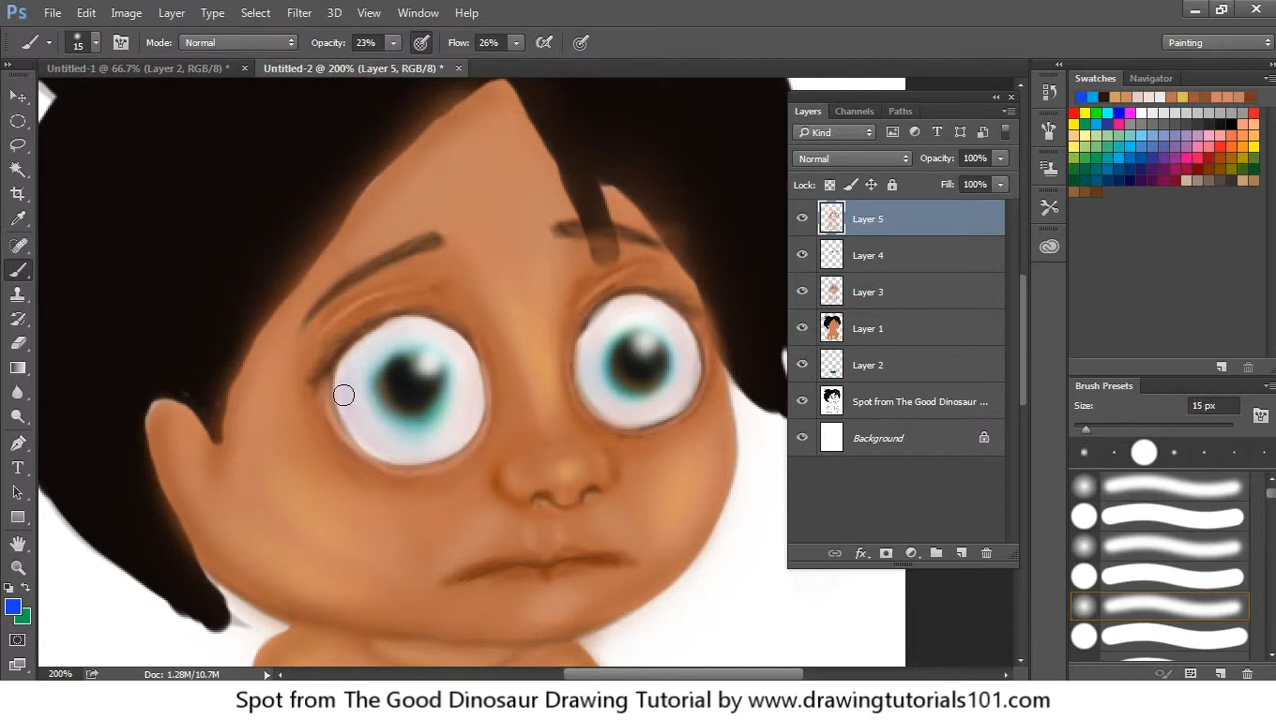 Ps File Edit Image Layer Type Select Filter 3D View Window Help
15 Mode: Normal Opacity: 23% Flow: 26% Painting
Untitled-1 @ 66.7% (Layer 2, RGB/8) * × Untitled-2 @ 200% (Layer 5, RGB/8) * ×
Swatches Navigator
Layers Channels Paths
Kind
Normal Opacity: 100%
Lock: Fill: 100%
Layer 5
Layer 4
Layer 3
Layer 1
Layer 2
Spot from The Good Dinosaur ...
Background
Brush Presets
Size: 15 px
200% Doc: 1.28M/10.7M
Spot from The Good Dinosaur Drawing Tutorial by www.drawingtutorials101.com